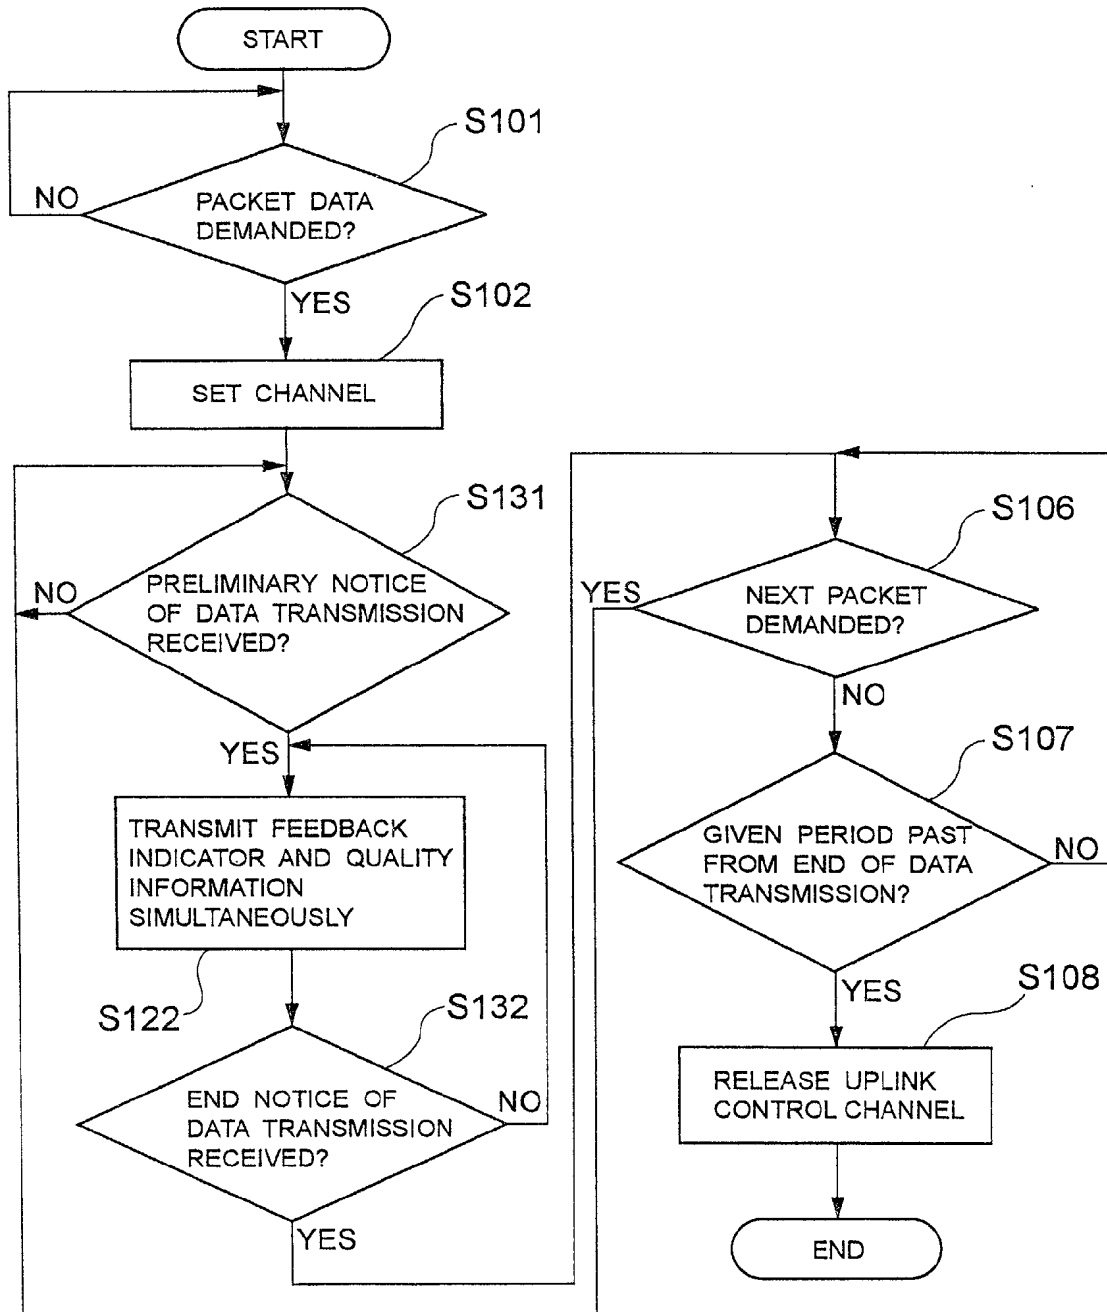 START
S101
NO
PACKET DATA
DEMANDED?
YES
S102
SET CHANNEL
S131
NO
PRELIMINARY NOTICE
OF DATA TRANSMISSION
RECEIVED?
YES
TRANSMIT FEEDBACK
INDICATOR AND QUALITY
INFORMATION
SIMULTANEOUSLY
S122
S132
END NOTICE OF
DATA TRANSMISSION
RECEIVED?
NO
YES
S106
YES
NEXT PACKET
DEMANDED?
NO
S107
GIVEN PERIOD PAST
FROM END OF DATA
TRANSMISSION?
NO
YES
S108
RELEASE UPLINK
CONTROL CHANNEL
END